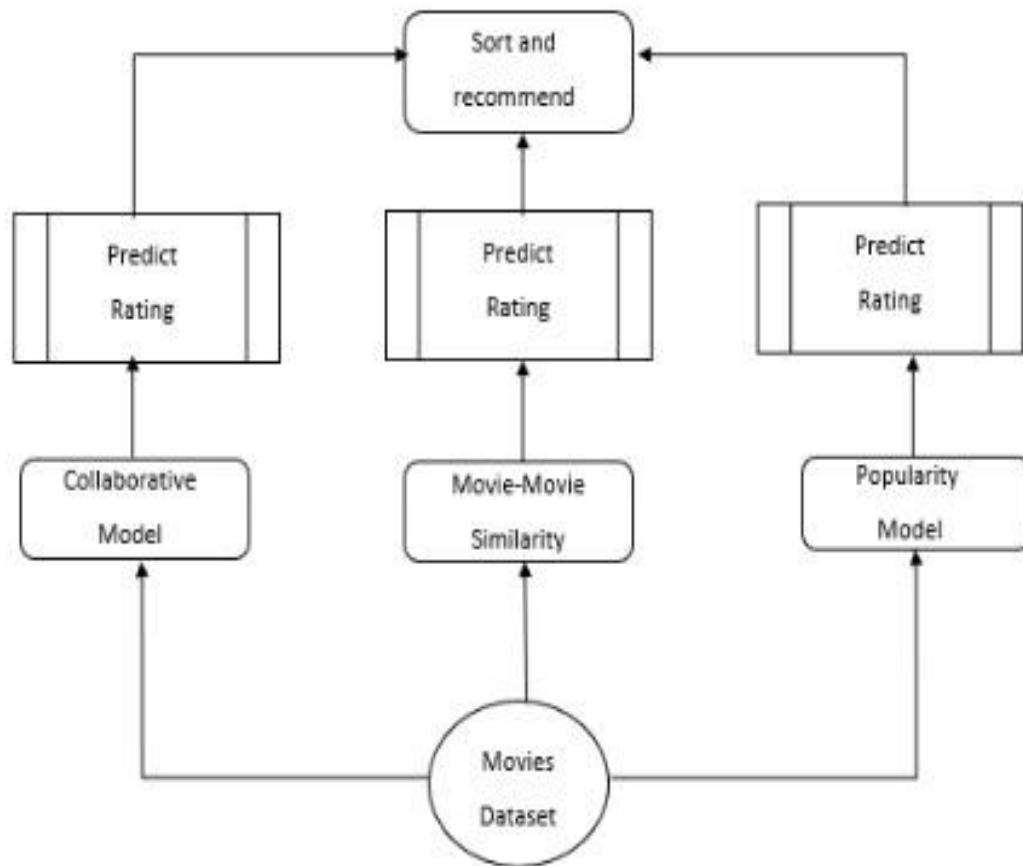 Sort and
recommend
Predict
Rating
Predict
Rating
Predict
Rating
Collaborative
Model
Movie-Movie
Similarity
Popularity
Model
Movies
Dataset